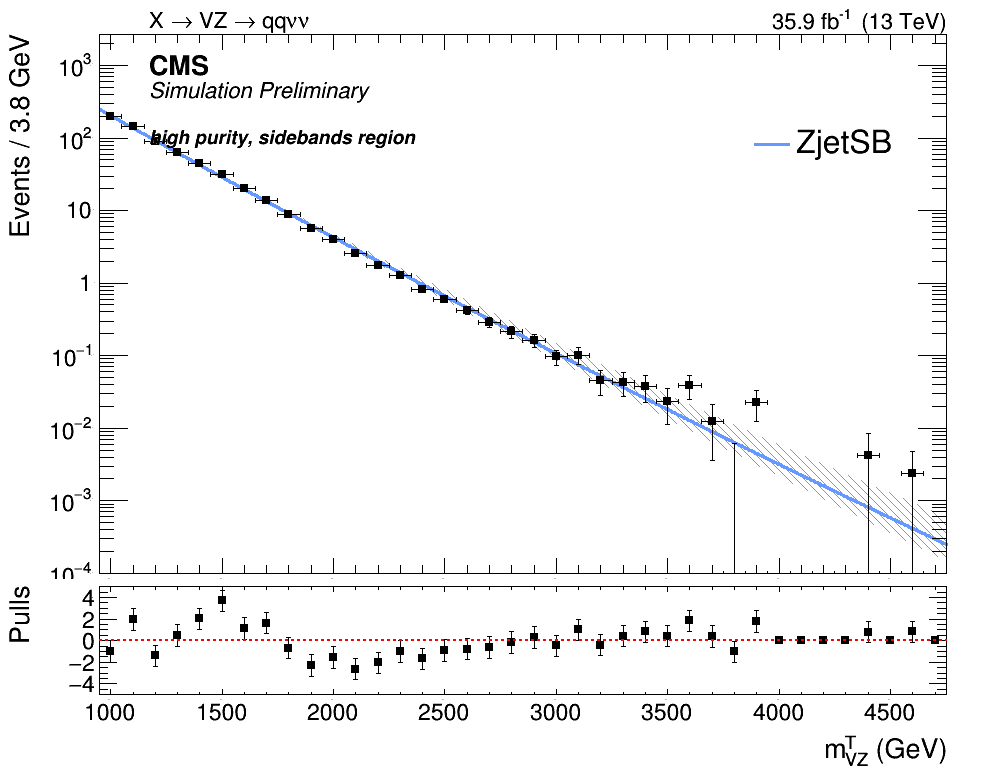 X → VZ → qqνν
35.9 fb⁻¹ (13 TeV)
Events / 3.8 GeV
CMS
Simulation Preliminary
high purity, sidebands region
ZjetSB
10³
10²
10
1
10⁻¹
10⁻²
10⁻³
10⁻⁴
Pulls
4
2
0
−2
−4
1000 1500 2000 2500 3000 3500 4000 4500
m^T_VZ (GeV)